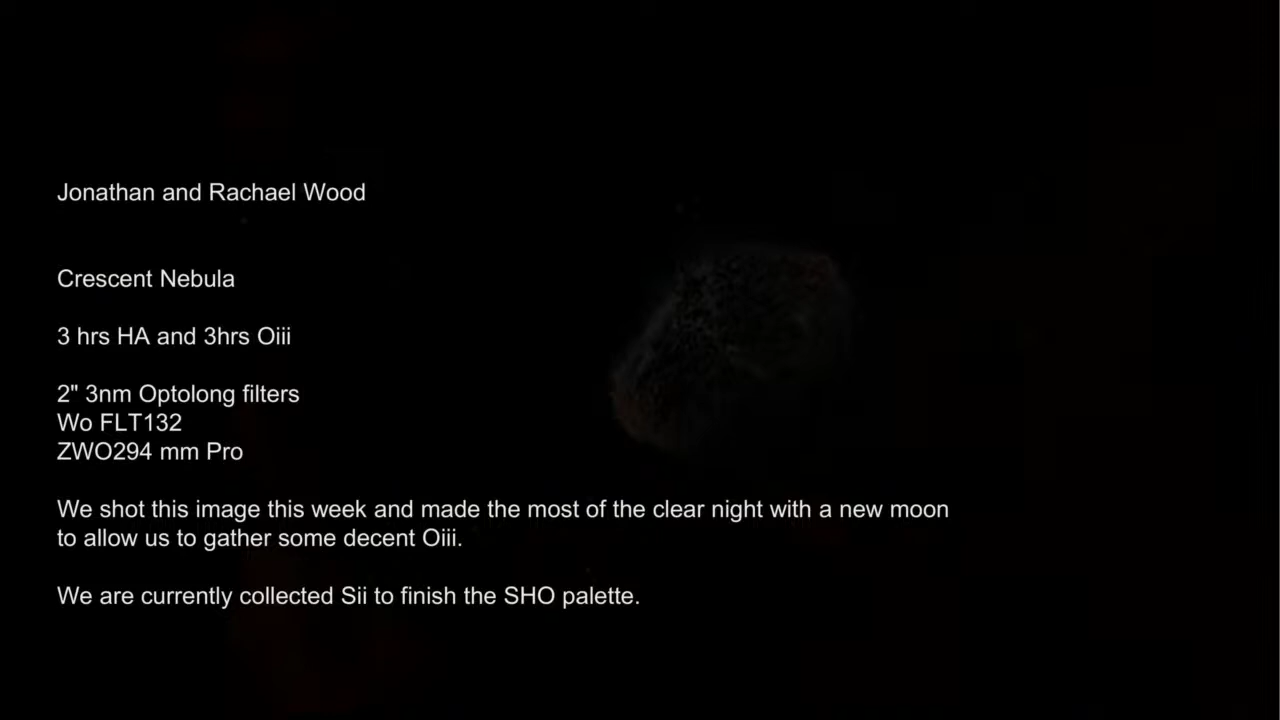 Jonathan and Rachael Wood
Crescent Nebula
3 hrs HA and 3hrs Oiii
2" 3nm Optolong filters
Wo FLT132
ZWO294 mm Pro
We shot this image this week and made the most of the clear night with a new moon
to allow us to gather some decent Oiii.
We are currently collected Sii to finish the SHO palette.